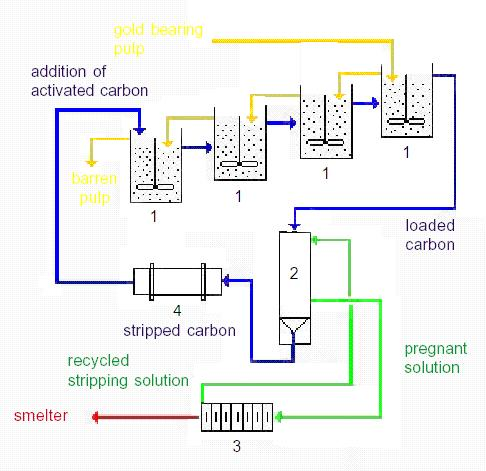 gold bearing
pulp
addition of
activated carbon
1
1
1
1
barren
pulp
loaded
carbon
2
4
stripped carbon
recycled
stripping solution
pregnant
solution
smelter
3